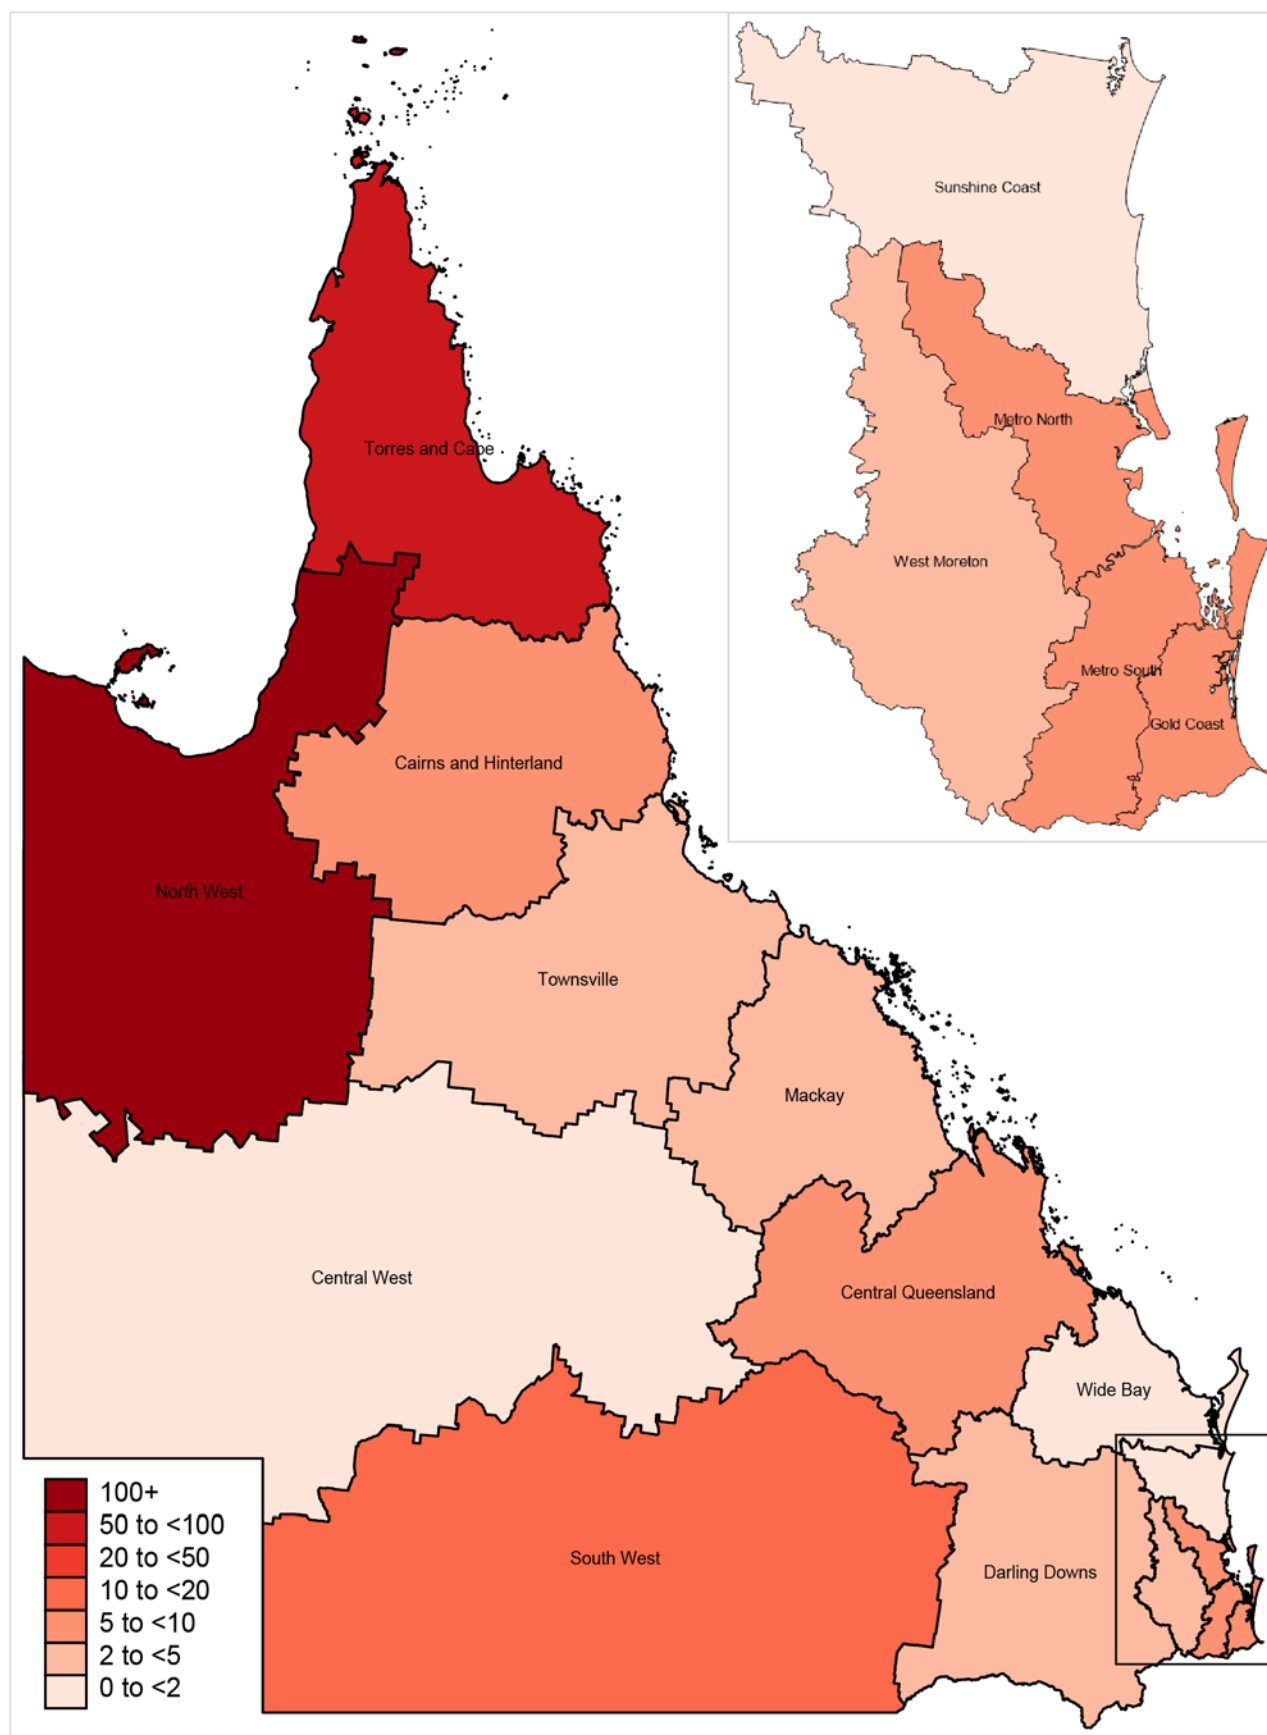 Sunshine Coast
Metro North
West Moreton
Metro South
Gold Coast
Torres and Cape
Cairns and Hinterland
North West
Townsville
Mackay
Central West
Central Queensland
Wide Bay
South West
Darling Downs
100+
50 to <100
20 to <50
10 to <20
5 to <10
2 to <5
0 to <2